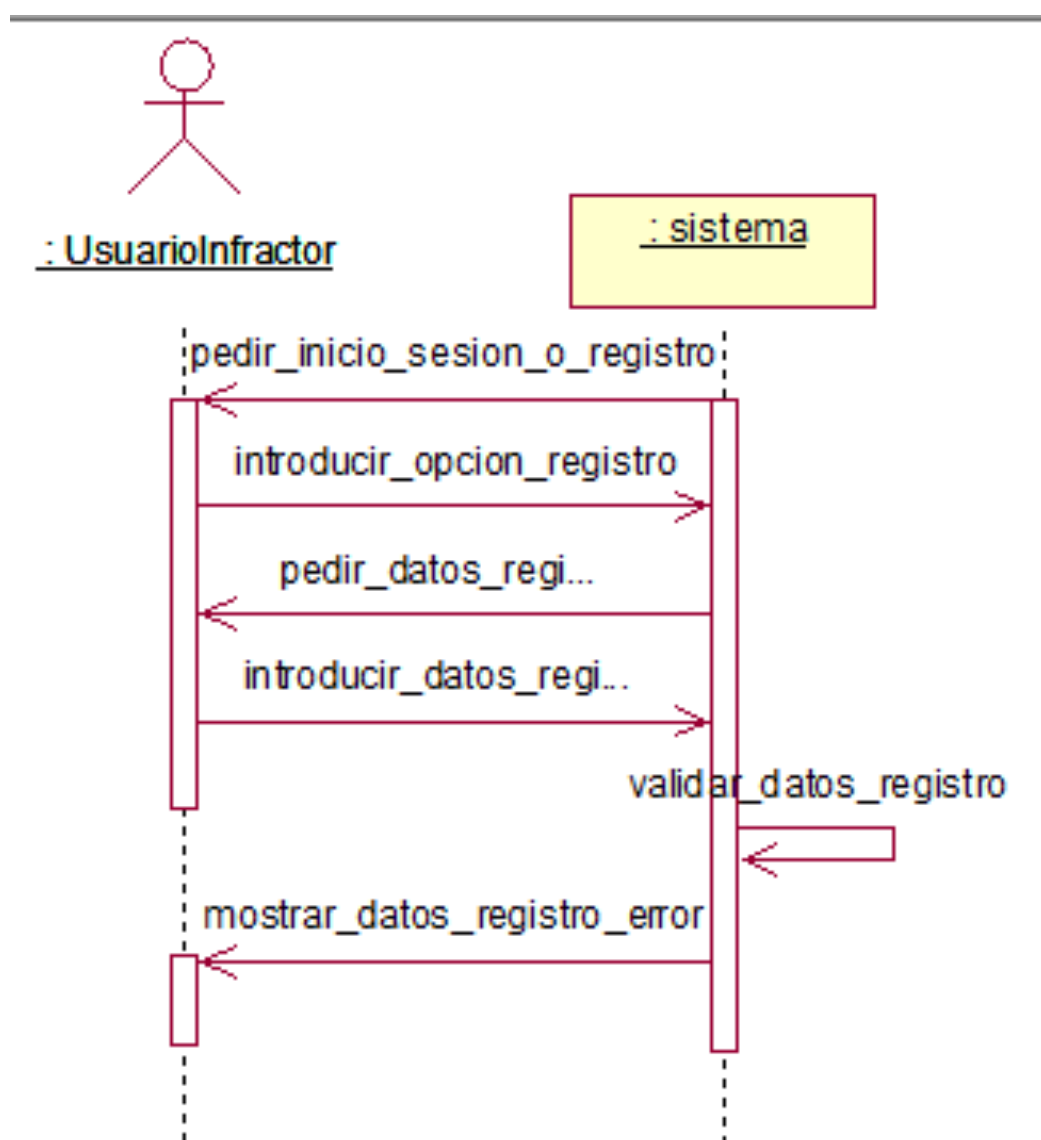 : UsuarioInfractor
: sistema
pedir_inicio_sesion_o_registro
introducir_opcion_registro
pedir_datos_regi...
introducir_datos_regi...
validar_datos_registro
mostrar_datos_registro_error